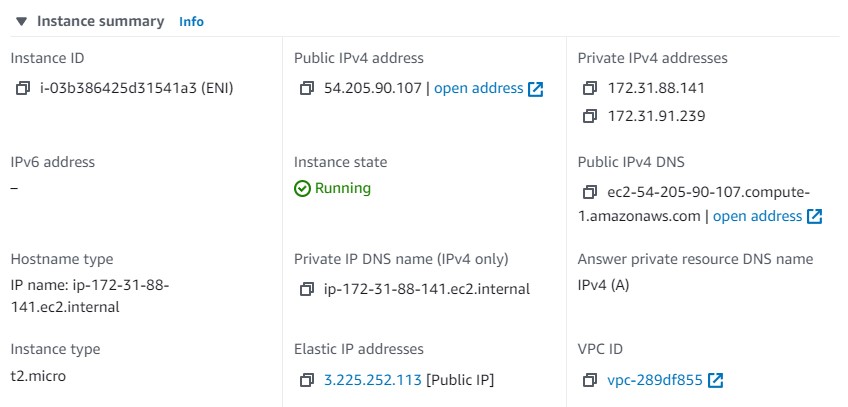 Instance summary Info
Instance ID
i-03b386425d31541a3 (ENI)
Public IPv4 address
54.205.90.107 | open address
Private IPv4 addresses
172.31.88.141
172.31.91.239
IPv6 address
–
Instance state
Running
Public IPv4 DNS
ec2-54-205-90-107.compute-
1.amazonaws.com | open address
Hostname type
IP name: ip-172-31-88-
141.ec2.internal
Private IP DNS name (IPv4 only)
ip-172-31-88-141.ec2.internal
Answer private resource DNS name
IPv4 (A)
Instance type
t2.micro
Elastic IP addresses
3.225.252.113 [Public IP]
VPC ID
vpc-289df855